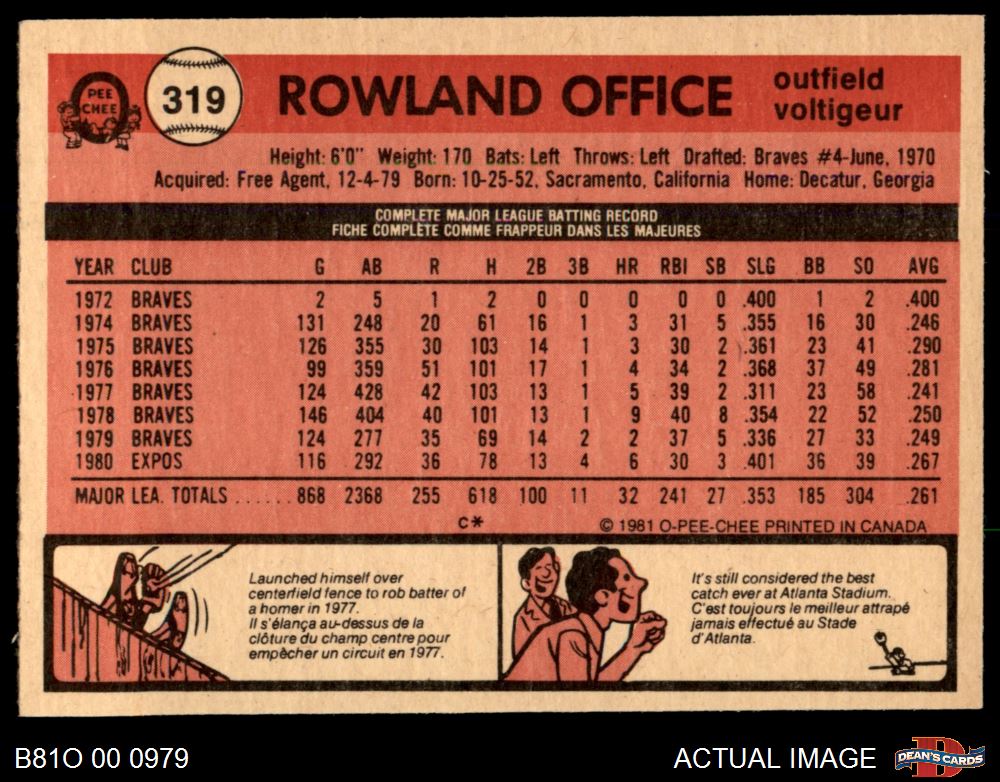 PEE
CHEE
319
ROWLAND OFFICE
outfield
voltigeur
Height: 6'0" Weight: 170 Bats: Left Throws: Left Drafted: Braves #4-June, 1970
Acquired: Free Agent, 12-4-79 Born: 10-25-52, Sacramento, California Home: Decatur, Georgia
COMPLETE MAJOR LEAGUE BATTING RECORD
FICHE COMPLÈTE COMME FRAPPEUR DANS LES MAJEURES
YEAR CLUB G AB R H 2B 3B HR RBI SB SLG BB SO AVG
1972 BRAVES 2 5 1 2 0 0 0 0 0 .400 1 2 .400
1974 BRAVES 131 248 20 61 16 1 3 31 5 .355 16 30 .246
1975 BRAVES 126 355 30 103 14 1 3 30 2 .361 23 41 .290
1976 BRAVES 99 359 51 101 17 1 4 34 2 .368 37 49 .281
1977 BRAVES 124 428 42 103 13 1 5 39 2 .311 23 58 .241
1978 BRAVES 146 404 40 101 13 1 9 40 8 .354 22 52 .250
1979 BRAVES 124 277 35 69 14 2 2 37 5 .336 27 33 .249
1980 EXPOS 116 292 36 78 13 4 6 30 3 .401 36 39 .267
MAJOR LEA. TOTALS ...... 868 2368 255 618 100 11 32 241 27 .353 185 304 .261
C* © 1981 O-PEE-CHEE PRINTED IN CANADA
Launched himself over
centerfield fence to rob batter of
a homer in 1977.
Il s'élança au-dessus de la
clôture du champ centre pour
empêcher un circuit en 1977.
It's still considered the best
catch ever at Atlanta Stadium.
C'est toujours le meilleur attrapé
jamais effectué au Stade
d'Atlanta.
B81O 00 0979
ACTUAL IMAGE
D
DEAN'S CARDS